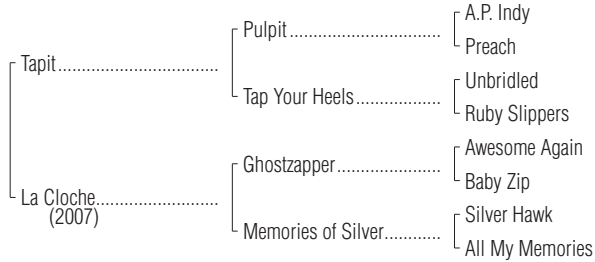 A.P. Indy
Pulpit
Preach
Tapit
Unbridled
Tap Your Heels
Ruby Slippers
Awesome Again
Ghostzapper
Baby Zip
La Cloche
(2007)
Silver Hawk
Memories of Silver
All My Memories